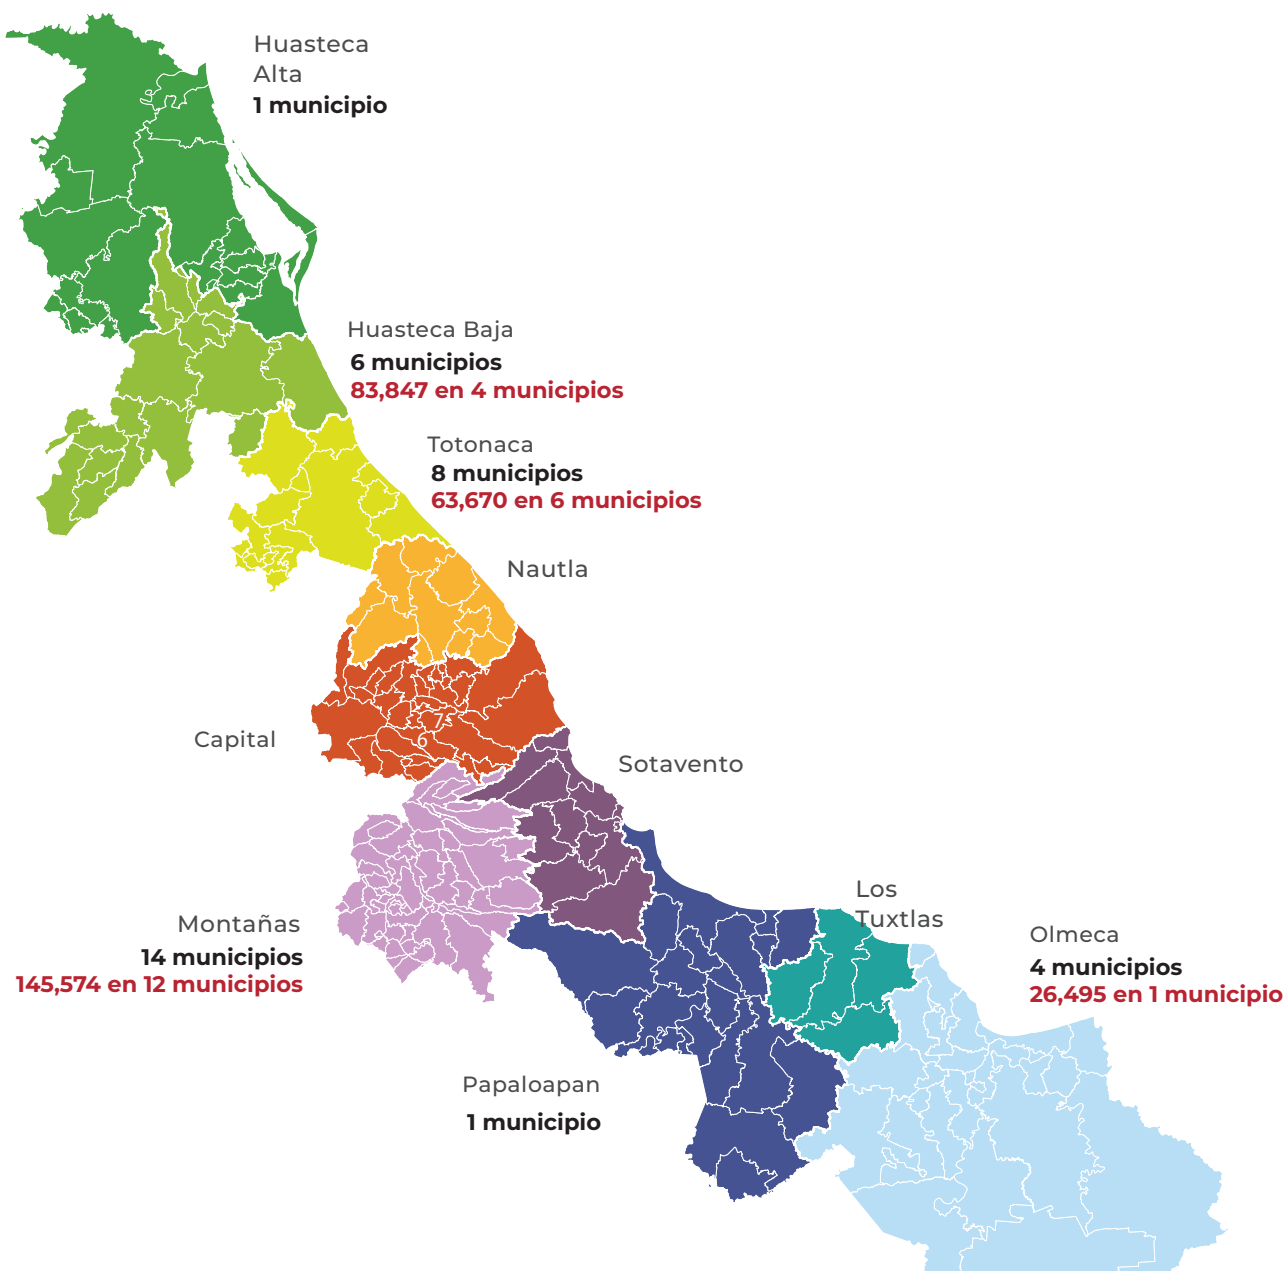 Huasteca
Alta
1 municipio
Huasteca Baja
6 municipios
83,847 en 4 municipios
Totonaca
8 municipios
63,670 en 6 municipios
Nautla
7
6
Capital
Sotavento
Los
Tuxtlas
Montañas
14 municipios
145,574 en 12 municipios
Olmeca
4 municipios
26,495 en 1 municipio
Papaloapan
1 municipio